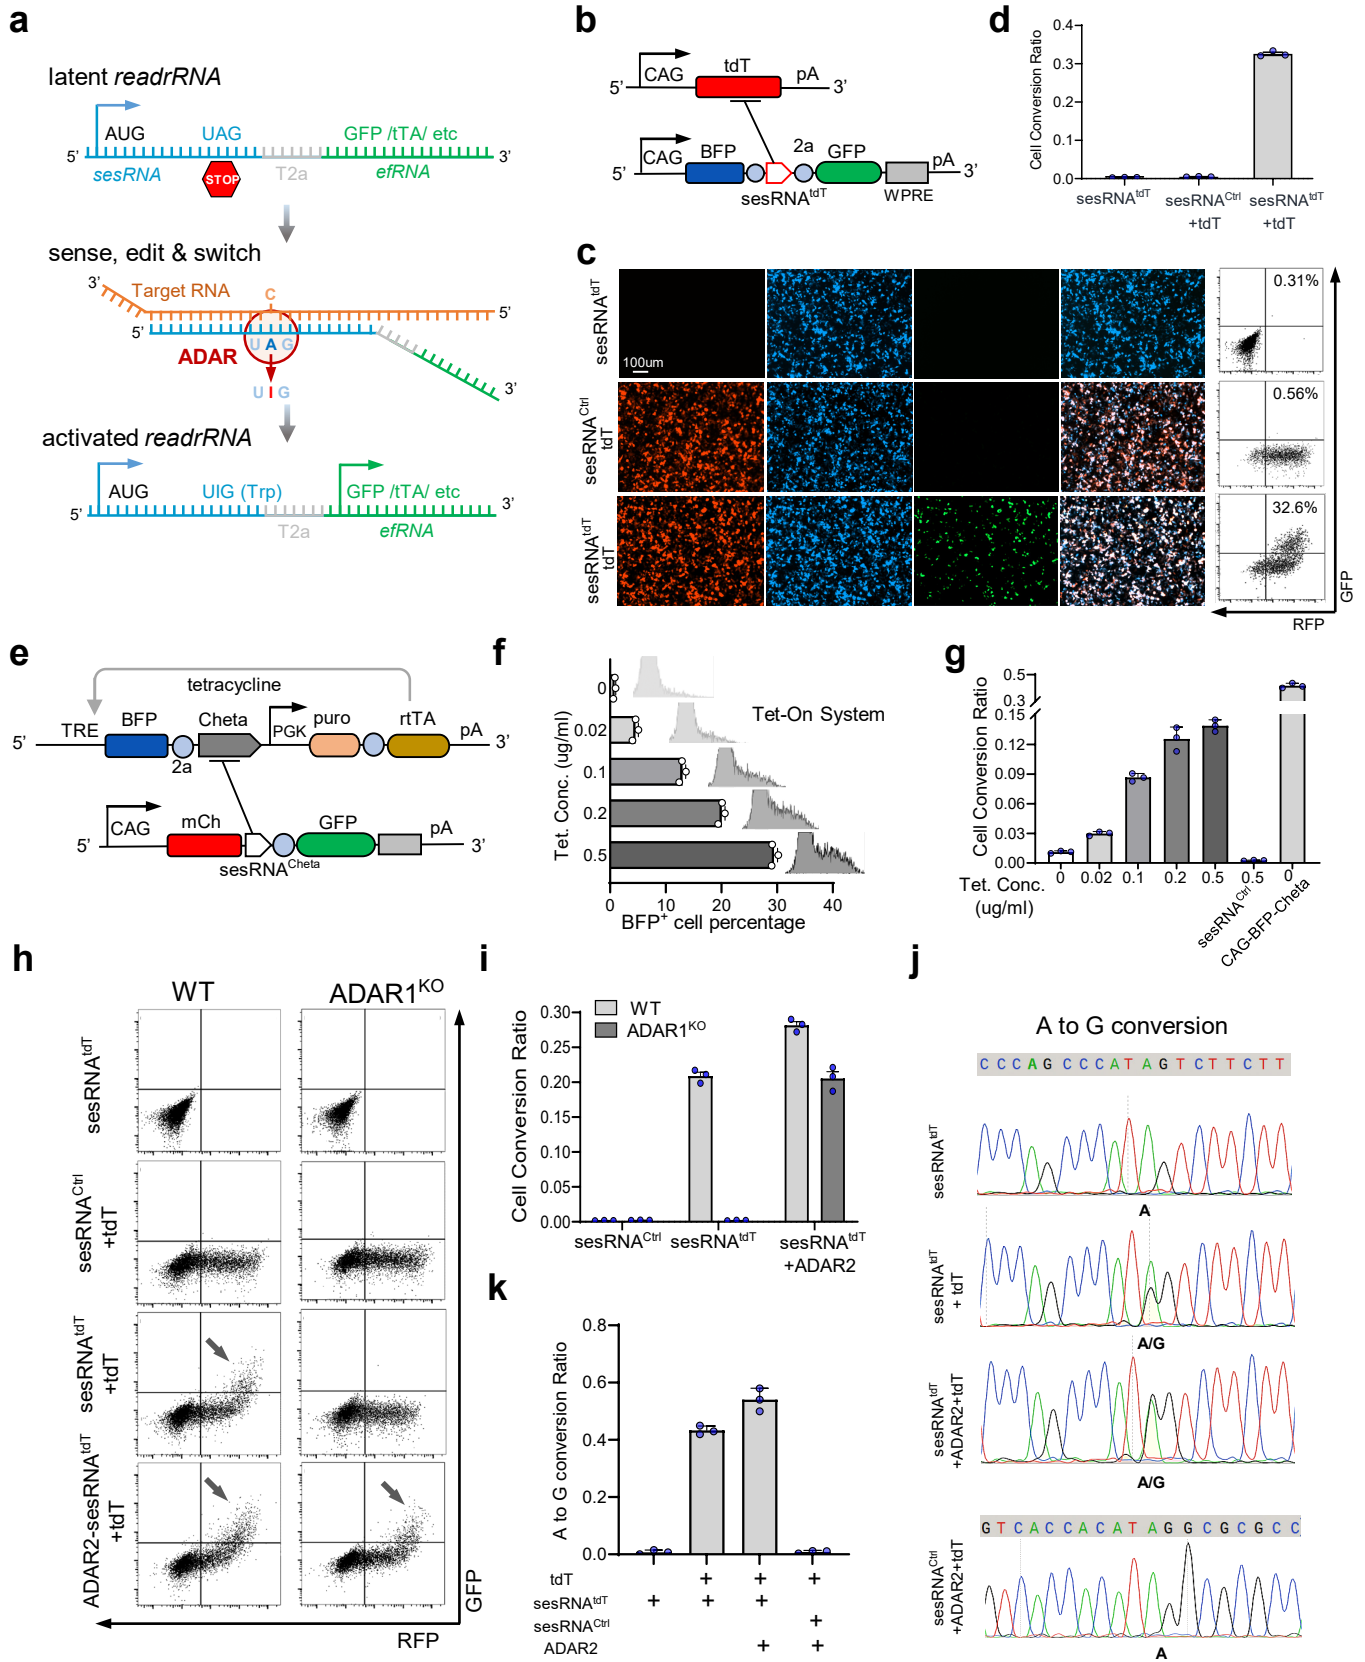 a
latent readrRNA
AUG UAG GFP /tTA/ etc
5’ 3’
sesRNA STOP T2a efRNA
sense, edit & switch
3’
Target RNA C
5’
5’
ADAR U A G
3’
U I G
activated readrRNA
AUG UIG (Trp) GFP /tTA/ etc
5’ 3’
T2a efRNA
b
tdT
CAG pA
5’ 3’
BFP 2a GFP
CAG pA
5’ 3’
sesRNAtdT WPRE
d
Cell Conversion Ratio
0.4
0.3
0.2
0.1
0.0
sesRNAtdT sesRNACtrl +tdT sesRNAtdT +tdT
c
sesRNAtdT
100um
0.31%
sesRNACtrl
tdT
0.56%
sesRNAtdT
tdT
32.6%
GFP
RFP
e
tetracycline
TRE BFP Cheta PGK puro rtTA pA
5’ 3’
2a
CAG mCh GFP pA
5’ 3’
sesRNACheta
f
Tet-On System
Tet. Conc. (ug/ml)
0
0.02
0.1
0.2
0.5
0 10 20 30 40
BFP+ cell percentage
g
Cell Conversion Ratio
0.5
0.3
0.15
0.12
0.09
0.06
0.03
0.00
Tet. Conc. 0 0.02 0.1 0.2 0.5 0.5 0
(ug/ml)
sesRNACtrl
CAG-BFP-Cheta
h
WT ADAR1KO
sesRNAtdT
sesRNACtrl
+tdT
sesRNAtdT
+tdT
ADAR2-sesRNAtdT
+tdT
GFP
RFP
i
WT
ADAR1KO
Cell Conversion Ratio
0.30
0.25
0.20
0.15
0.10
0.05
0.00
sesRNACtrl sesRNAtdT sesRNAtdT
+ADAR2
j
A to G conversion
C C C A G C C C A T A G T C T T C T T
sesRNAtdT
A
sesRNAtdT
+ tdT
A/G
sesRNAtdT
+ADAR2+tdT
A/G
G T C A C C A C A T A G G C G C G C C
sesRNACtrl
+ADAR2+tdT
A
k
A to G conversion Ratio
0.8
0.6
0.4
0.2
0.0
tdT + + +
sesRNAtdT + + +
sesRNACtrl +
ADAR2 + +